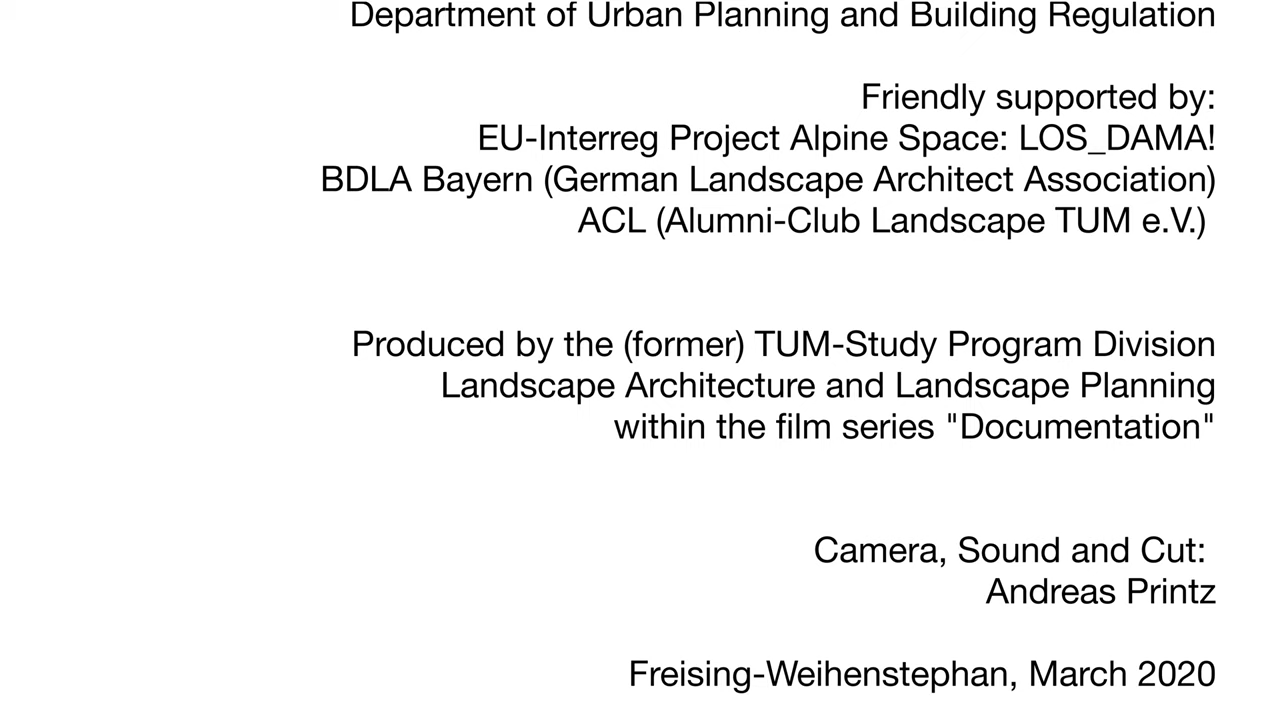 Department of Urban Planning and Building Regulation
Friendly supported by:
EU-Interreg Project Alpine Space: LOS_DAMA!
BDLA Bayern (German Landscape Architect Association)
ACL (Alumni-Club Landscape TUM e.V.)
Produced by the (former) TUM-Study Program Division
Landscape Architecture and Landscape Planning
within the film series "Documentation"
Camera, Sound and Cut:
Andreas Printz
Freising-Weihenstephan, March 2020